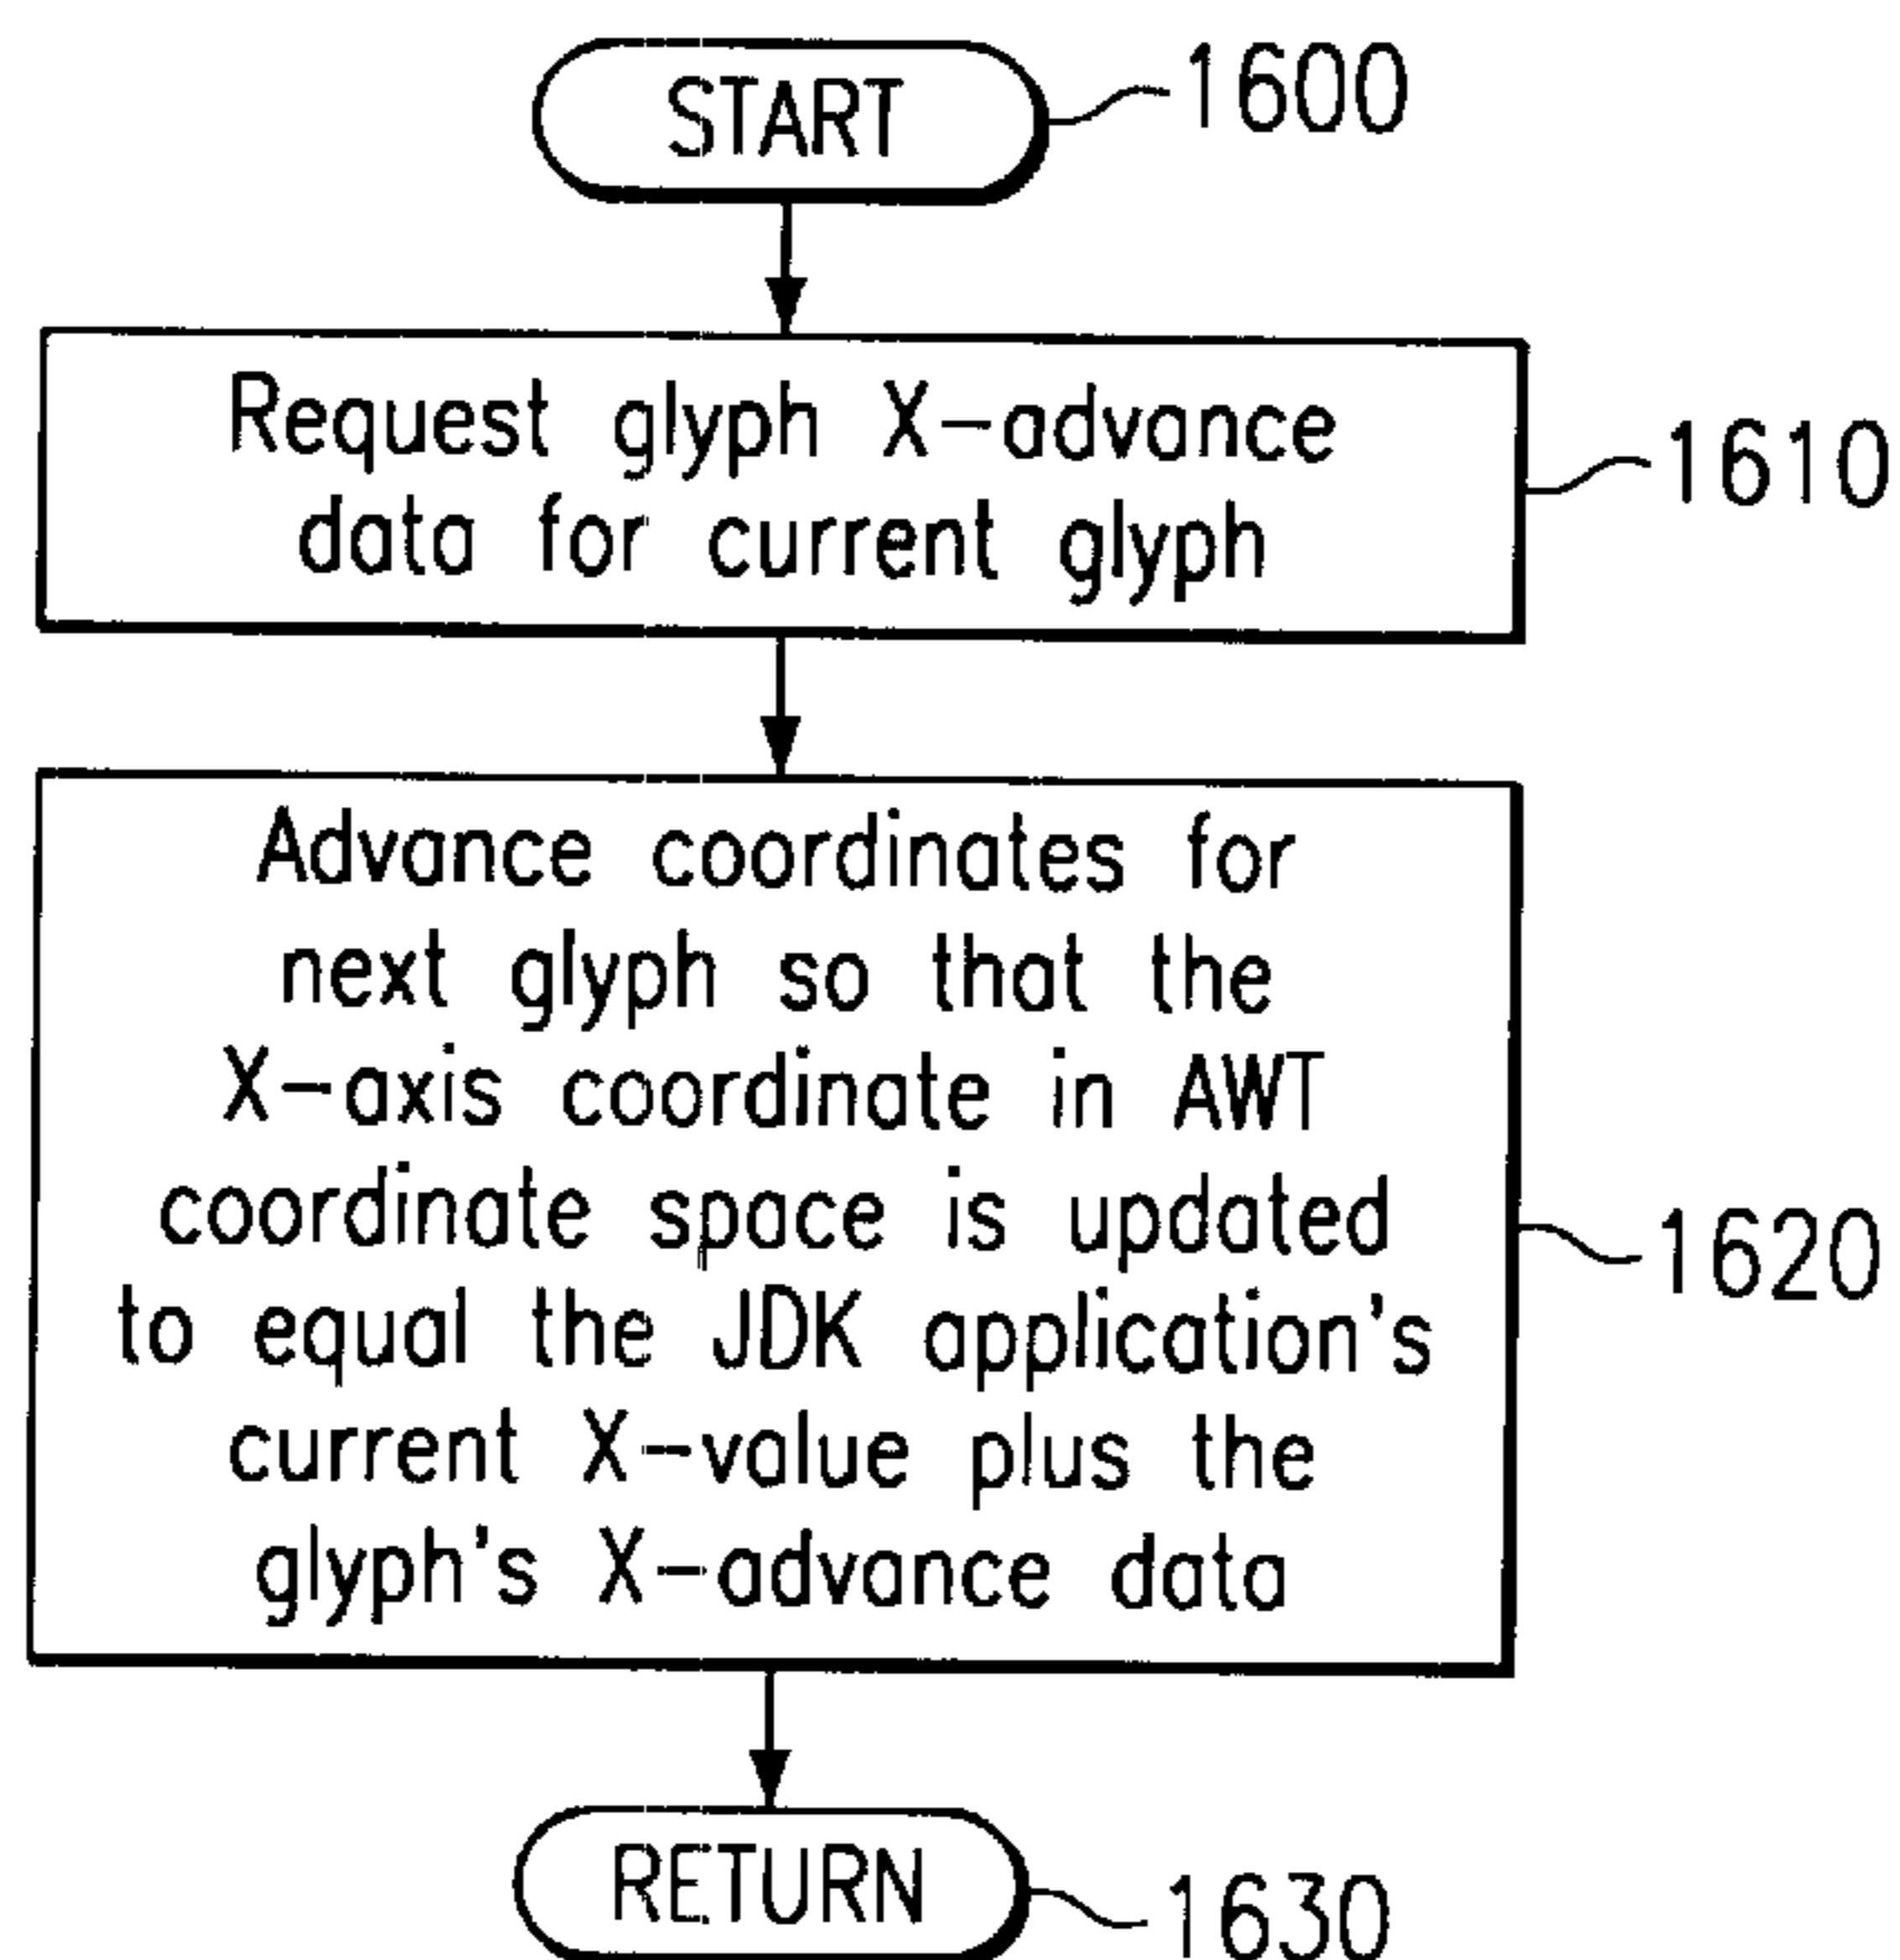 START
1600
Request glyph X-advance
data for current glyph
1610
Advance coordinates for
next glyph so that the
X-axis coordinate in AWT
coordinate space is updated
to equal the JDK application's
current X-value plus the
glyph's X-advance data
1620
RETURN
1630